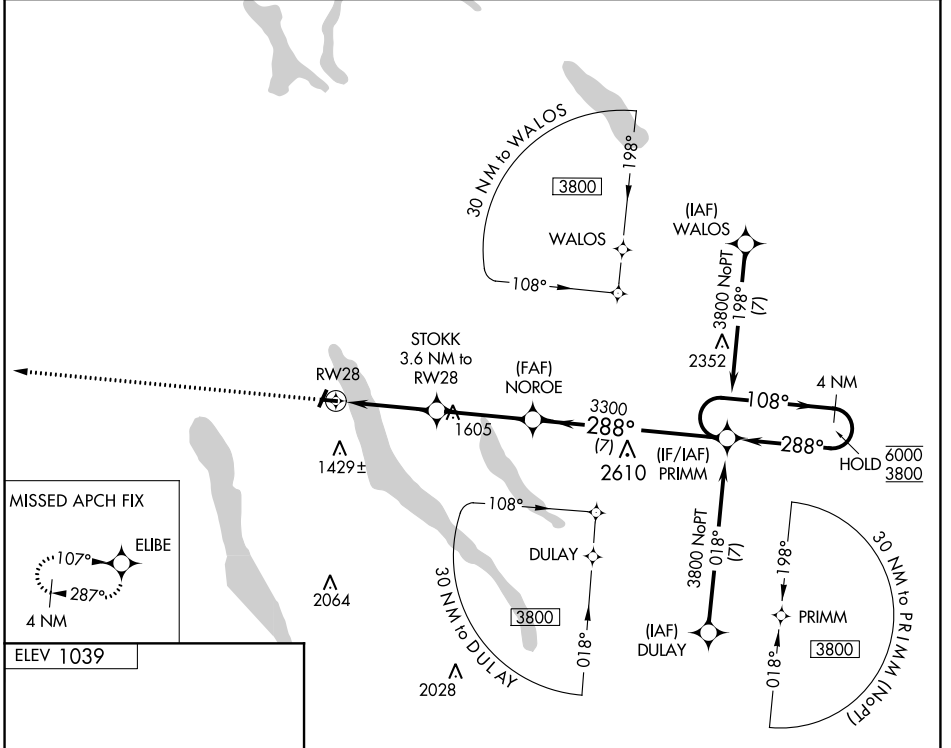 30 NM to WALOS
198°
3800
WALOS
108°
(IAF)
WALOS
3800 NoPT
198°
(7)
2352
STOKK
3.6 NM to
RW28
RW28
(FAF)
NOROE
1605
3300
288°
(7)
2610
(IF/IAF)
PRIMM
4 NM
108°
288°
HOLD
6000
3800
1429±
MISSED APCH FIX
ELIBE
107°
287°
4 NM
108°
DULAY
3800
018°
30 NM to DULAY
3800 NoPT
018°
(7)
(IAF)
DULAY
198°
PRIMM
3800
018°
30 NM to PRIMM (NoPT)
2064
2028
ELEV 1039